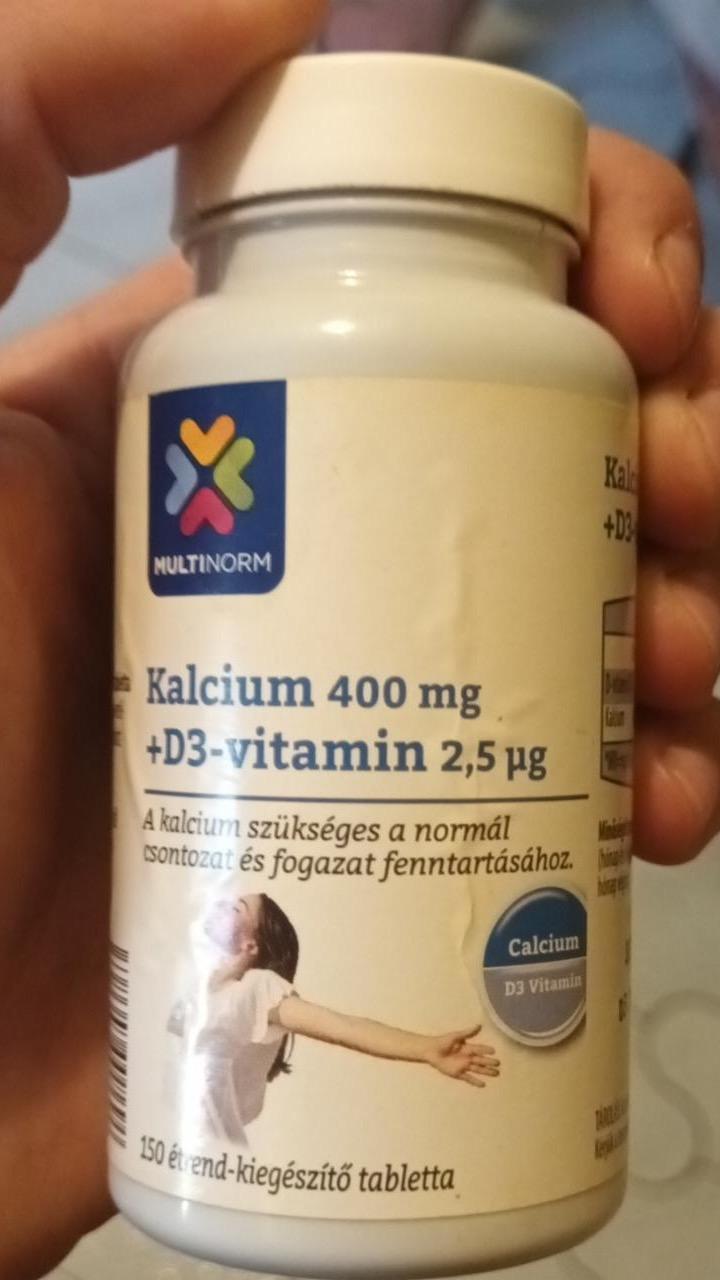 MULTINORM
Kalcium 400 mg
+D3-vitamin 2,5 µg
A kalcium szükséges a normál
csontozat és fogazat fenntartásához.
Calcium
D3 Vitamin
150 étrend-kiegészítő tabletta
+D3-